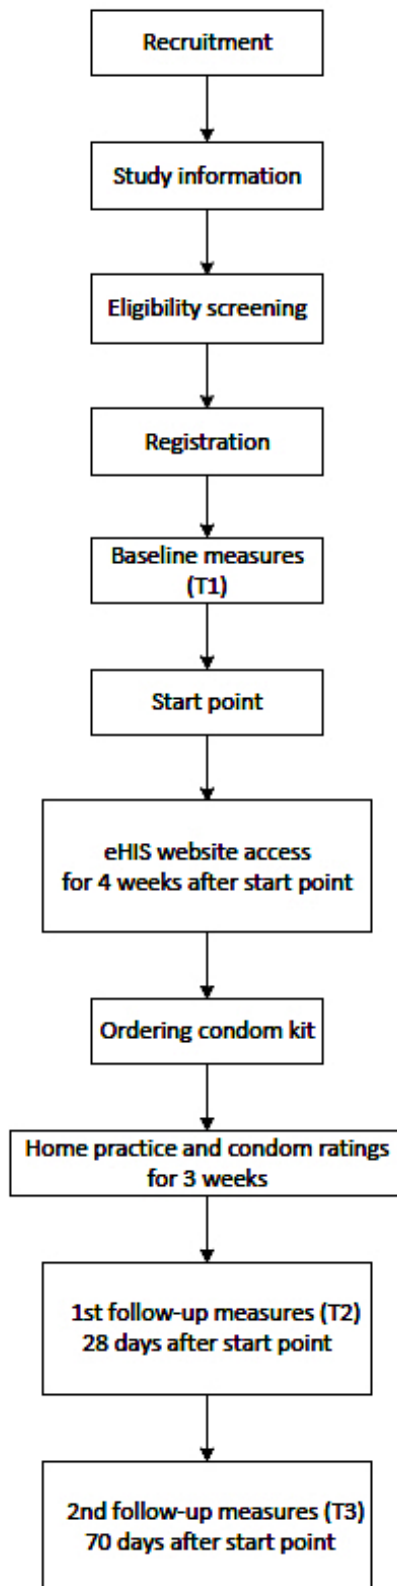 Recruitment
Study information
Eligibility screening
Registration
Baseline measures
(T1)
Start point
eHIS website access
for 4 weeks after start point
Ordering condom kit
Home practice and condom ratings
for 3 weeks
1st follow-up measures (T2)
28 days after start point
2nd follow-up measures (T3)
70 days after start point